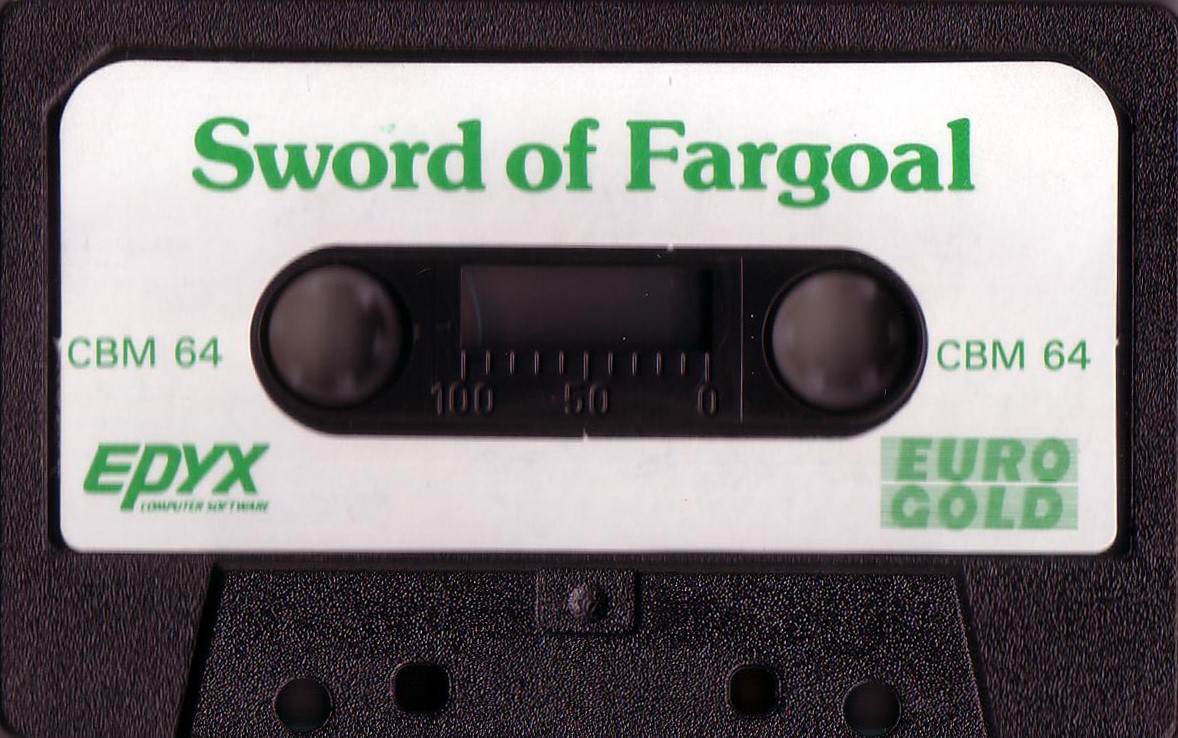 Sword of Fargoal
CBM 64
CBM 64
100 50 0
EPYX
COMPUTER SOFTWARE
EURO
GOLD